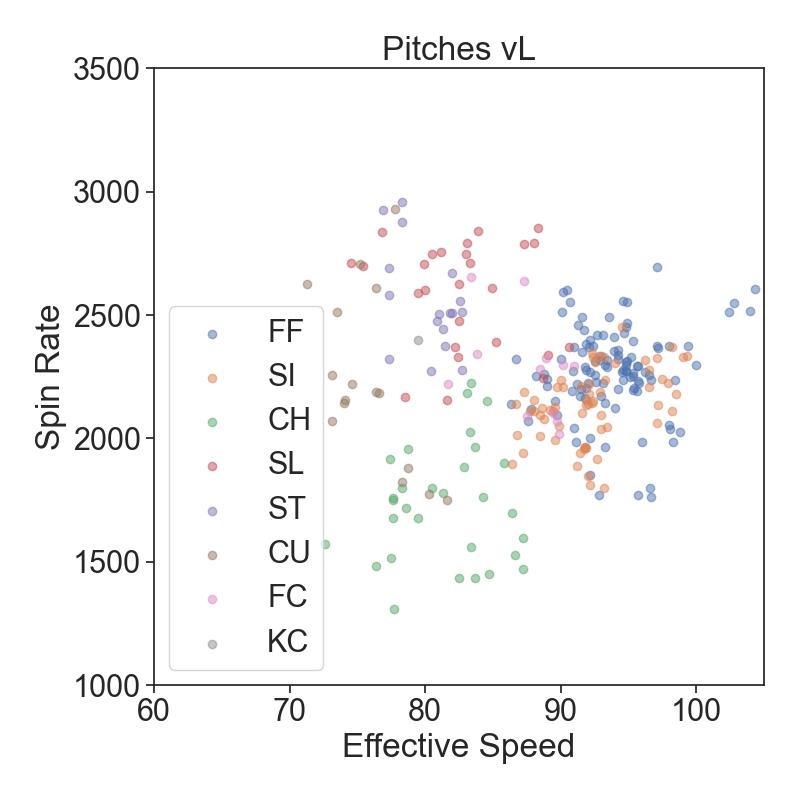 Pitches vL
3500
3000
2500
2000
1500
1000
Spin Rate
FF
SI
CH
SL
ST
CU
FC
KC
60
70
80
90
100
Effective Speed